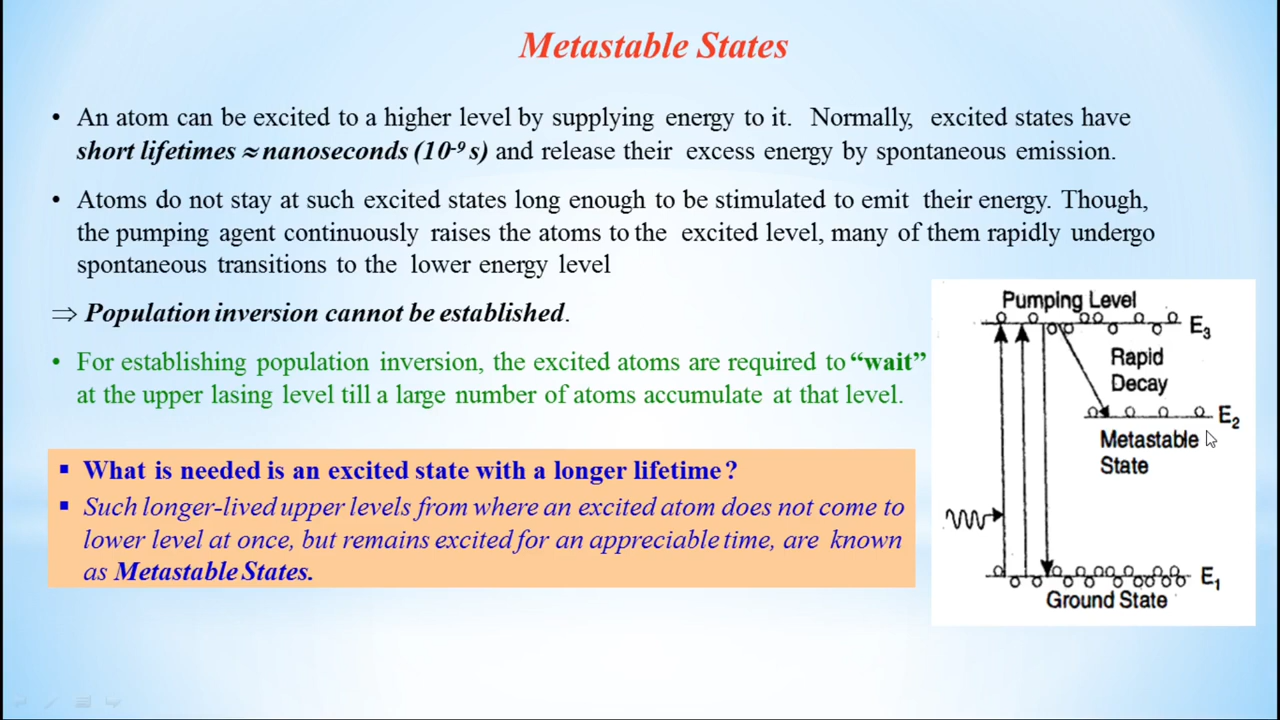 Metastable States
• An atom can be excited to a higher level by supplying energy to it. Normally, excited states have
short lifetimes ≈ nanoseconds (10⁻⁹ s) and release their excess energy by spontaneous emission.
• Atoms do not stay at such excited states long enough to be stimulated to emit their energy. Though,
the pumping agent continuously raises the atoms to the excited level, many of them rapidly undergo
spontaneous transitions to the lower energy level
⇒ Population inversion cannot be established.
• For establishing population inversion, the excited atoms are required to “wait”
at the upper lasing level till a large number of atoms accumulate at that level.
▪ What is needed is an excited state with a longer lifetime?
▪ Such longer-lived upper levels from where an excited atom does not come to
lower level at once, but remains excited for an appreciable time, are known
as Metastable States.
Pumping Level
E₃
Rapid
Decay
E₂
Metastable
State
E₁
Ground State